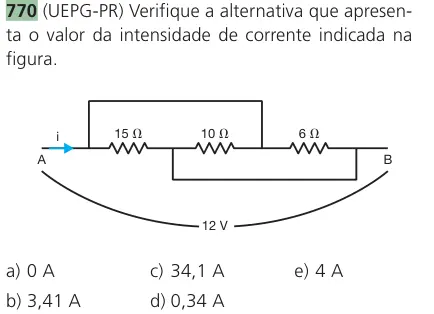 770 (UEPG-PR) Verifique a alternativa que apresen-
ta o valor da intensidade de corrente indicada na
figura.
i 15 Ω 10 Ω 6 Ω
A B
12 V
a) 0 A c) 34,1 A e) 4 A
b) 3,41 A d) 0,34 A